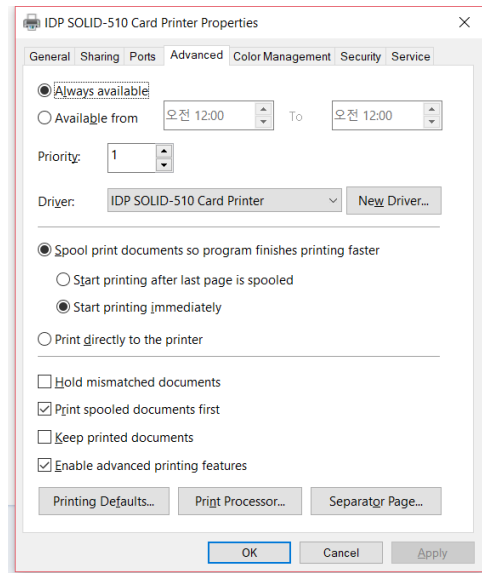 IDP SOLID-510 Card Printer Properties
General Sharing Ports Advanced Color Management Security Service
Always available
Available from 오전 12:00 To 오전 12:00
Priority: 1
Driver: IDP SOLID-510 Card Printer New Driver...
Spool print documents so program finishes printing faster
Start printing after last page is spooled
Start printing immediately
Print directly to the printer
Hold mismatched documents
Print spooled documents first
Keep printed documents
Enable advanced printing features
Printing Defaults... Print Processor... Separator Page...
OK Cancel Apply